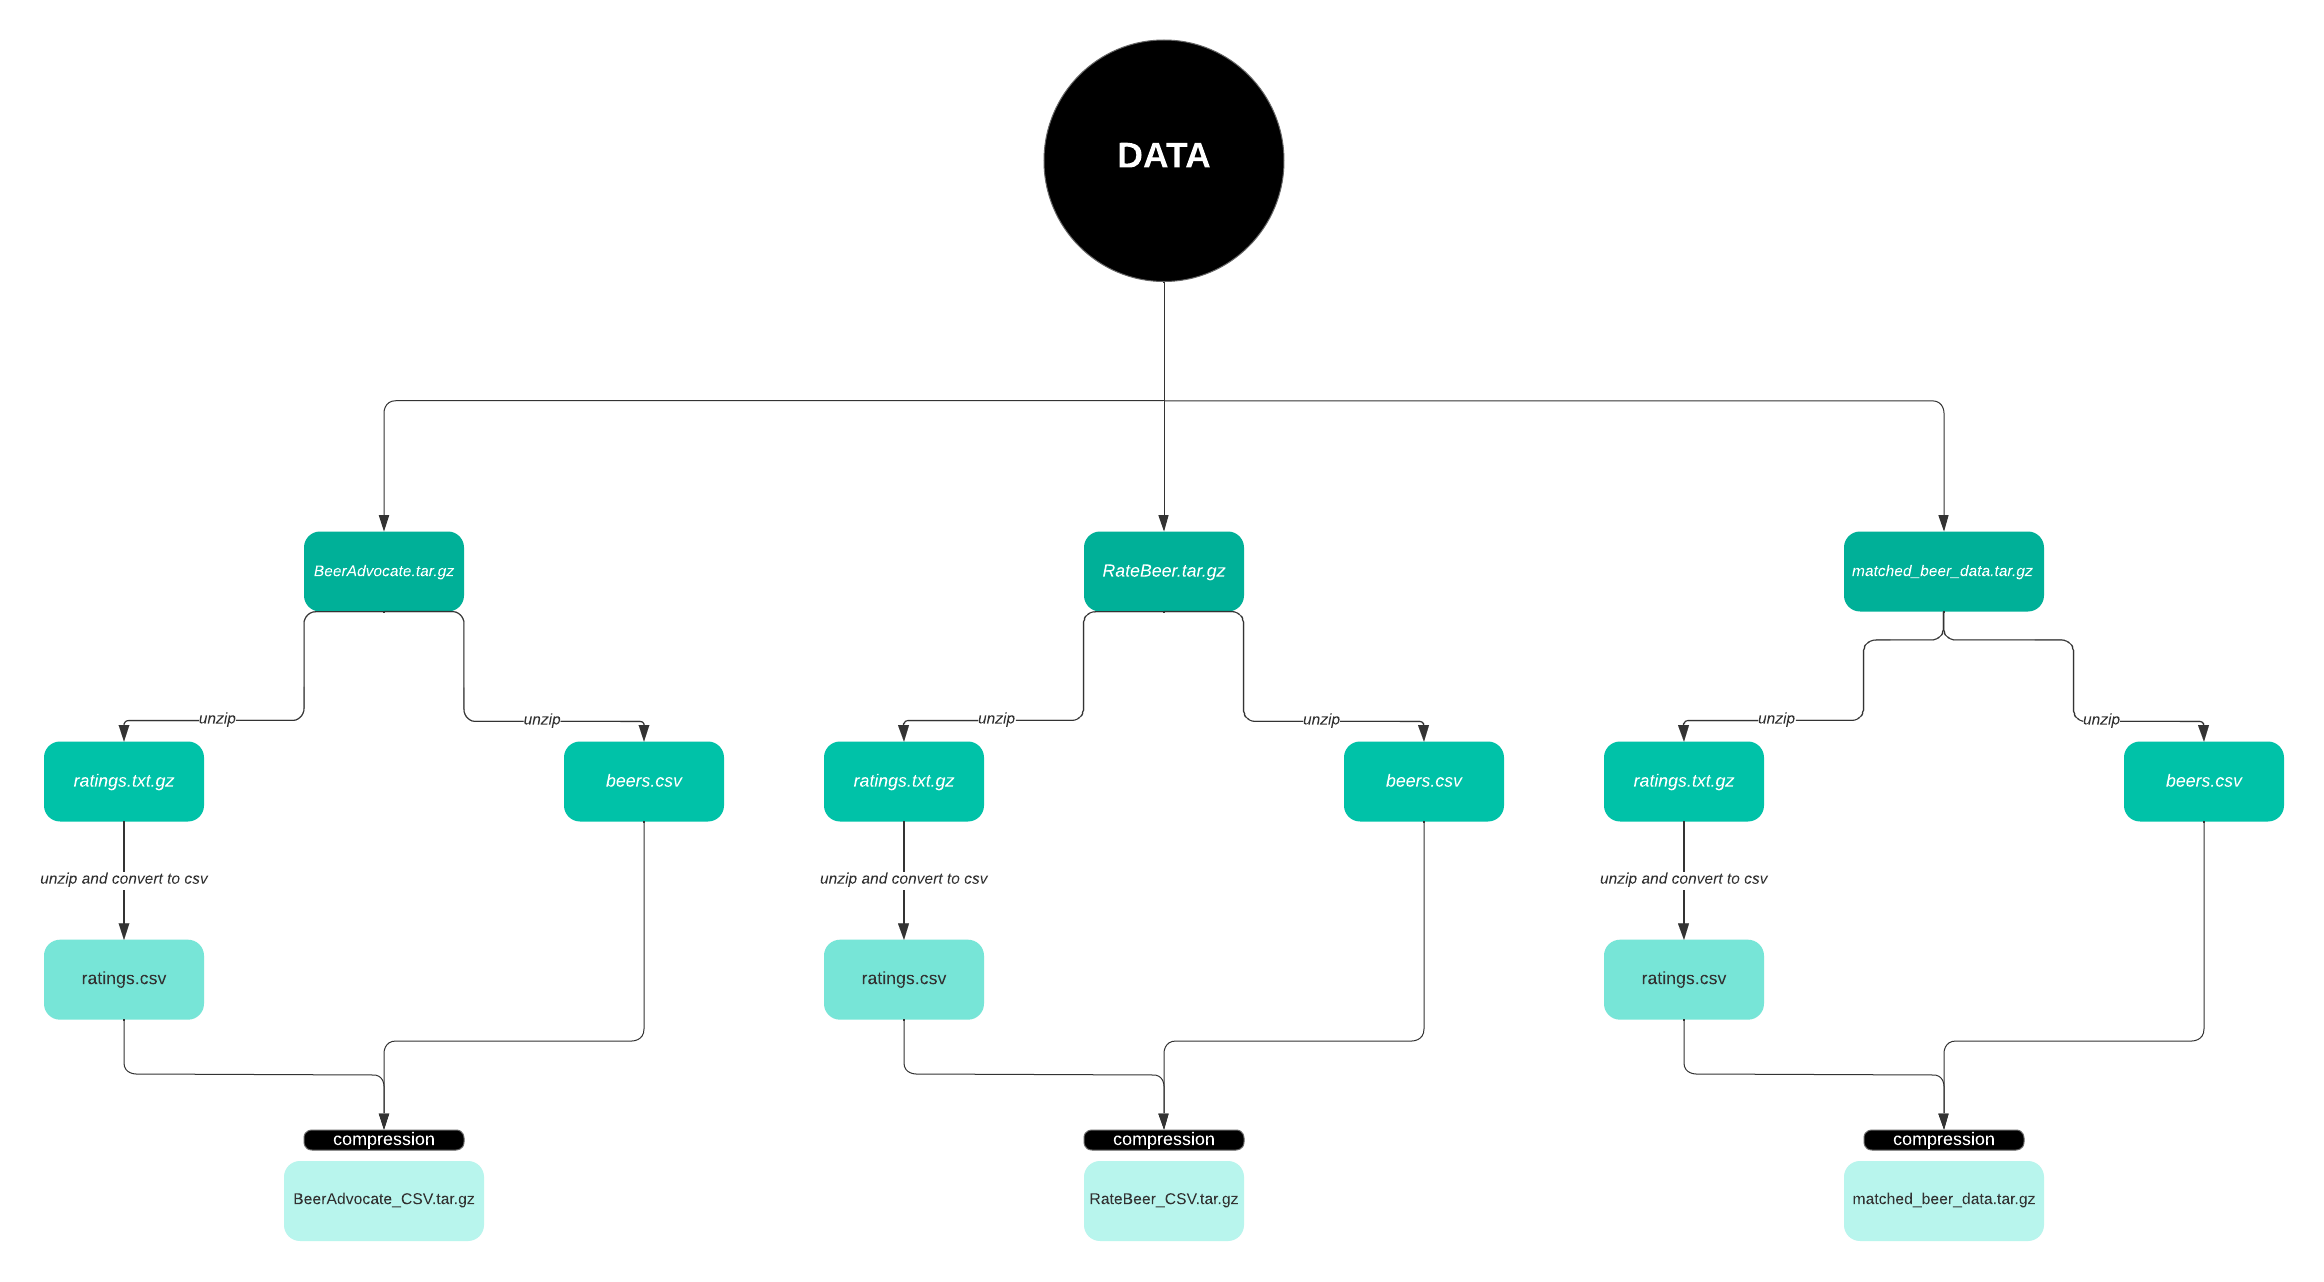 DATA
BeerAdvocate.tar.gz
RateBeer.tar.gz
matched_beer_data.tar.gz
unzip
unzip
unzip
unzip
unzip
unzip
ratings.txt.gz
beers.csv
ratings.txt.gz
beers.csv
ratings.txt.gz
beers.csv
unzip and convert to csv
unzip and convert to csv
unzip and convert to csv
ratings.csv
ratings.csv
ratings.csv
compression
compression
compression
BeerAdvocate_CSV.tar.gz
RateBeer_CSV.tar.gz
matched_beer_data.tar.gz